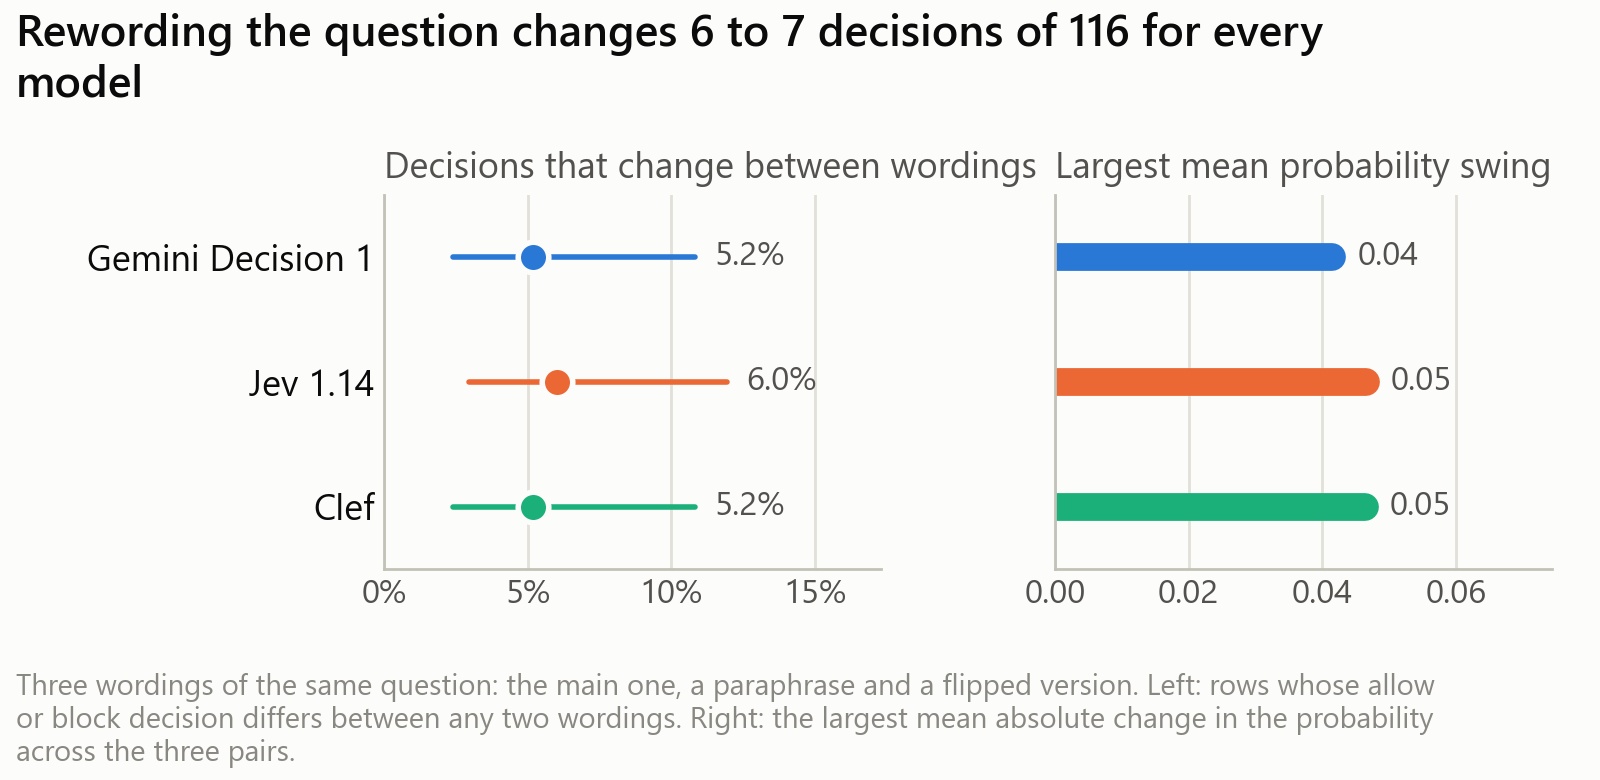 Rewording the question changes 6 to 7 decisions of 116 for every
model
Decisions that change between wordings
Largest mean probability swing
Gemini Decision 1
5.2%
0.04
Jev 1.14
6.0%
0.05
Clef
5.2%
0.05
0%
5%
10%
15%
0.00
0.02
0.04
0.06
Three wordings of the same question: the main one, a paraphrase and a flipped version. Left: rows whose allow
or block decision differs between any two wordings. Right: the largest mean absolute change in the probability
across the three pairs.